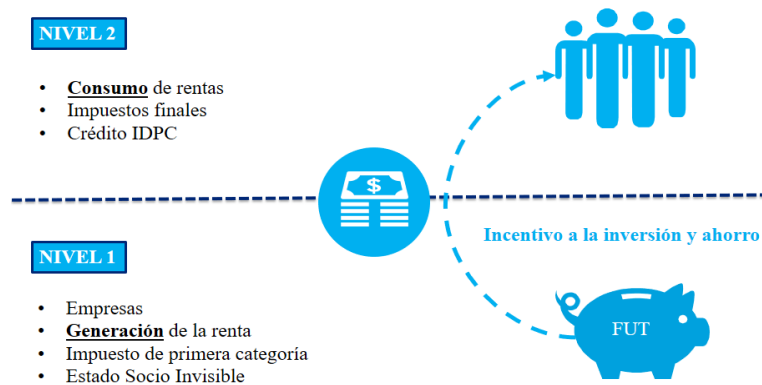 NIVEL 2
• Consumo de rentas
• Impuestos finales
• Crédito IDPC
$
Incentivo a la inversión y ahorro
NIVEL 1
• Empresas
• Generación de la renta
• Impuesto de primera categoría
• Estado Socio Invisible
FUT